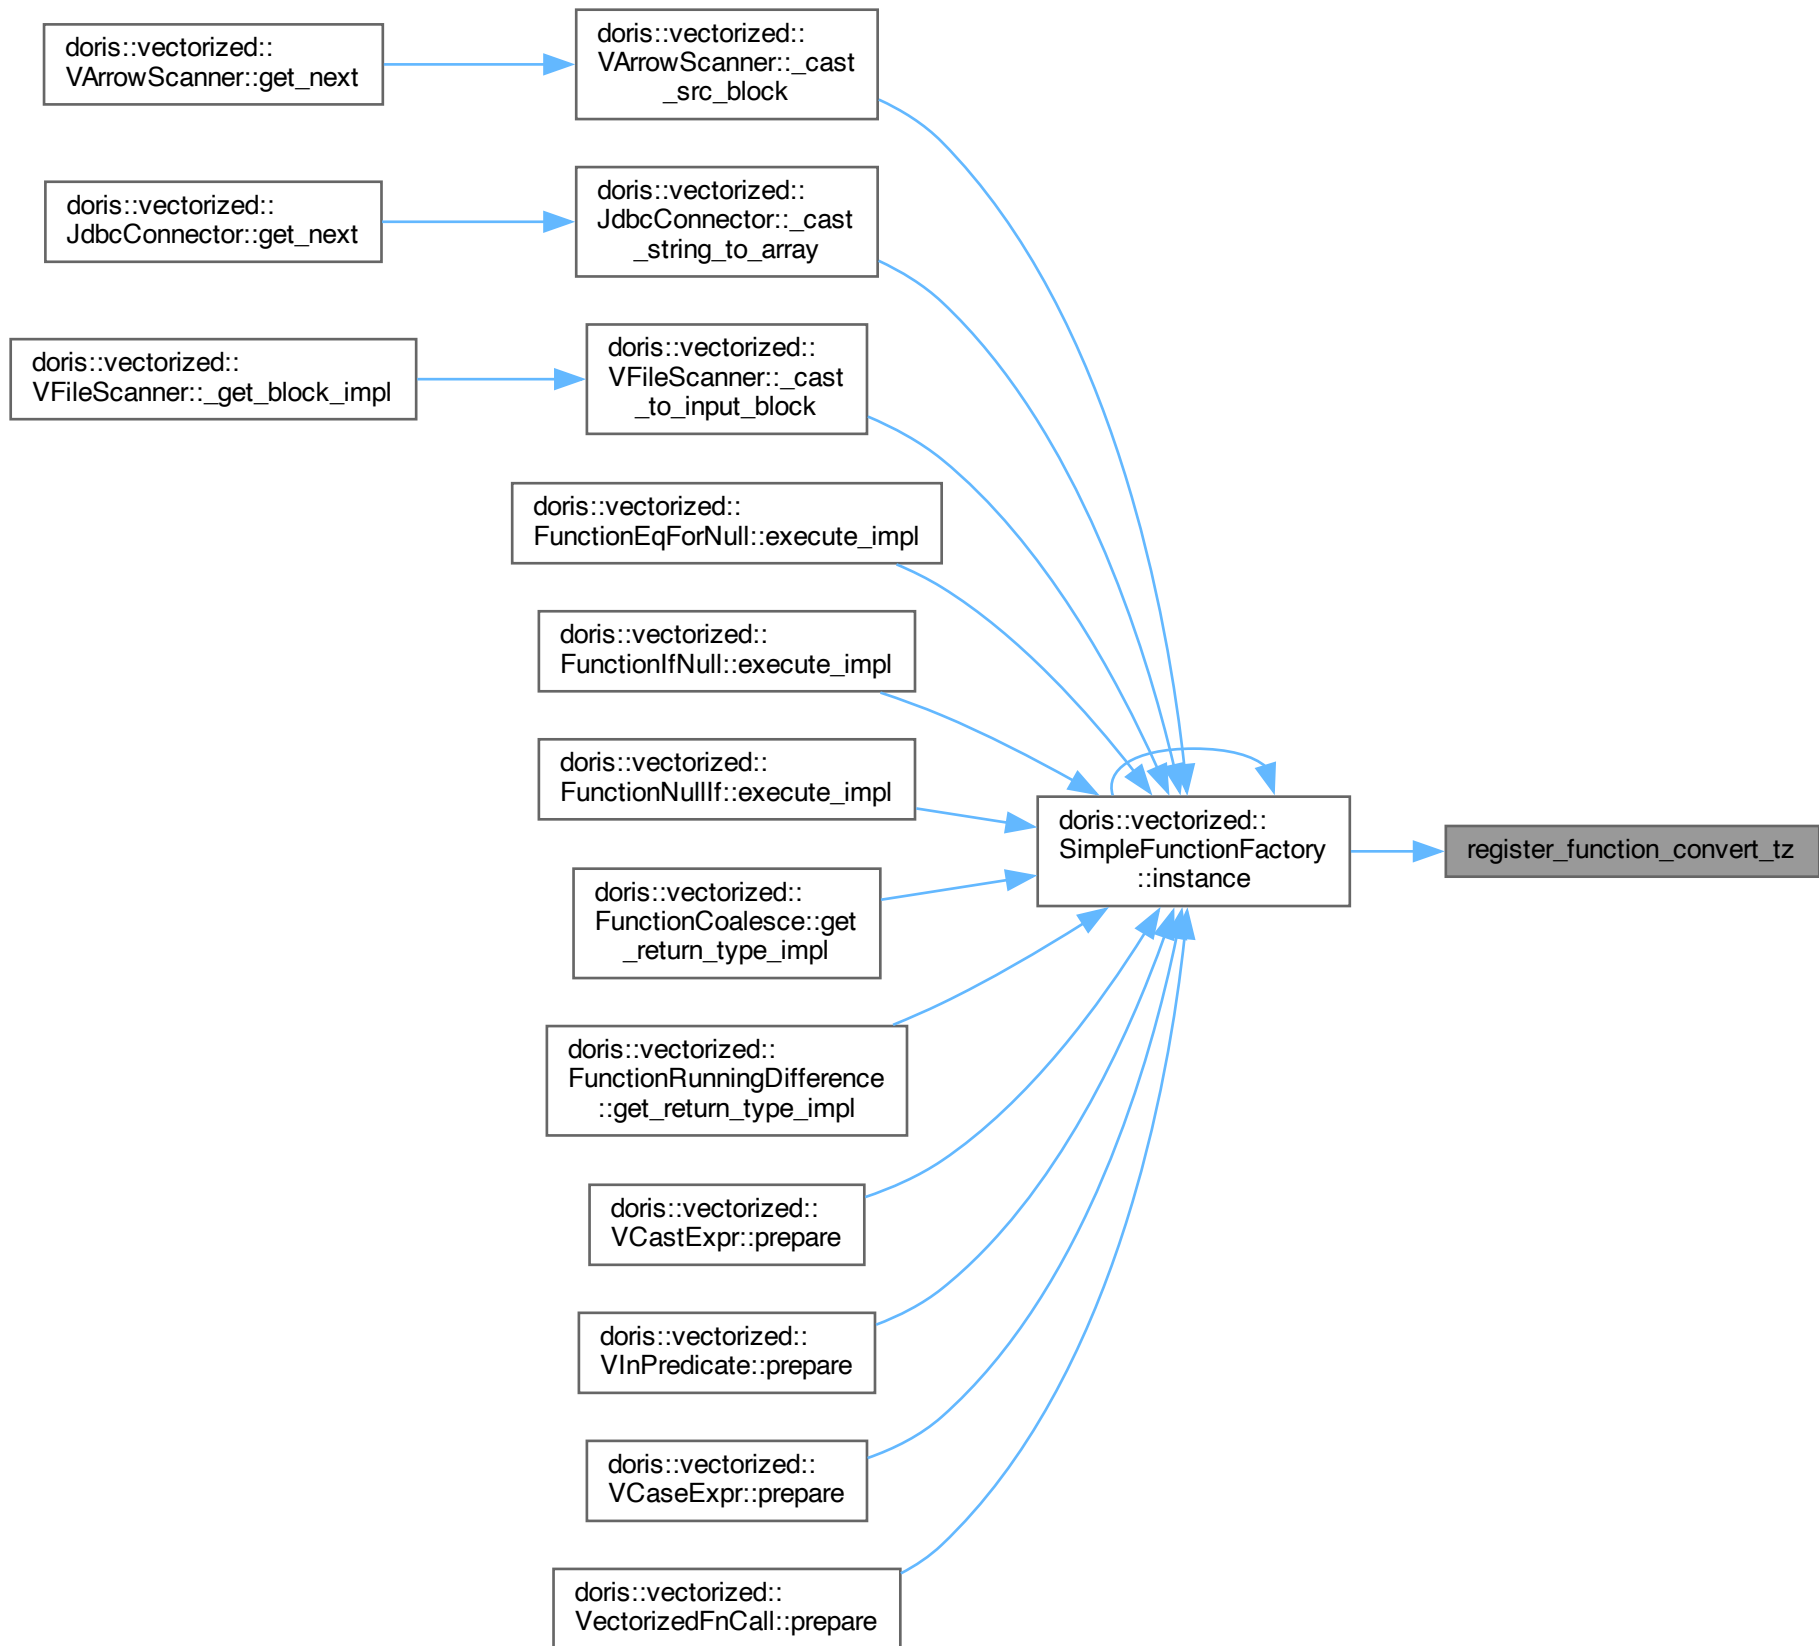 doris::vectorized::
VArrowScanner::get_next
doris::vectorized::
VArrowScanner::_cast
_src_block
doris::vectorized::
JdbcConnector::get_next
doris::vectorized::
JdbcConnector::_cast
_string_to_array
doris::vectorized::
VFileScanner::_get_block_impl
doris::vectorized::
VFileScanner::_cast
_to_input_block
doris::vectorized::
FunctionEqForNull::execute_impl
doris::vectorized::
FunctionIfNull::execute_impl
doris::vectorized::
FunctionNullIf::execute_impl
doris::vectorized::
SimpleFunctionFactory
::instance
register_function_convert_tz
doris::vectorized::
FunctionCoalesce::get
_return_type_impl
doris::vectorized::
FunctionRunningDifference
::get_return_type_impl
doris::vectorized::
VCastExpr::prepare
doris::vectorized::
VInPredicate::prepare
doris::vectorized::
VCaseExpr::prepare
doris::vectorized::
VectorizedFnCall::prepare